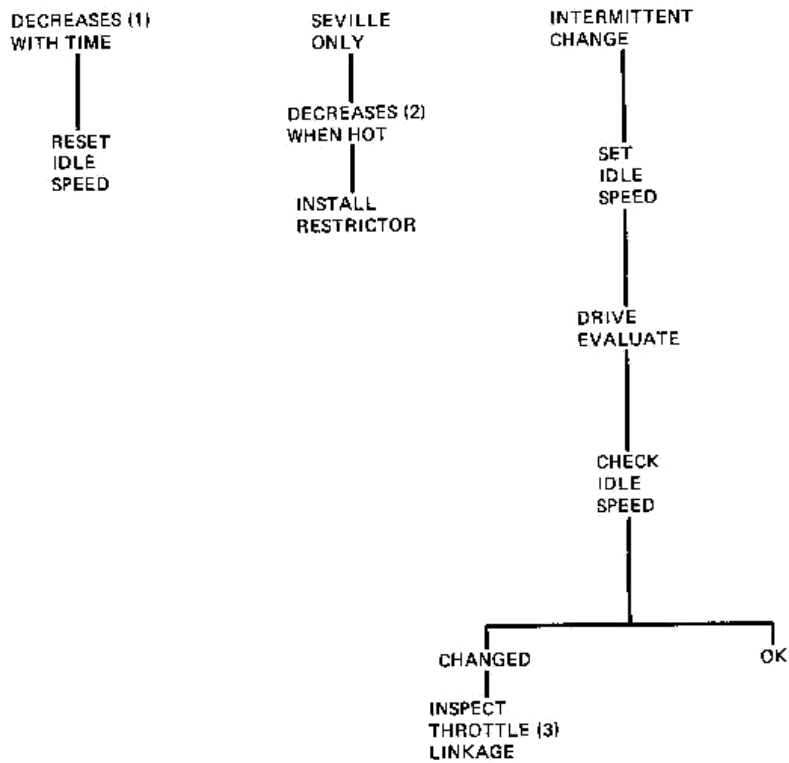 DECREASES (1)
WITH TIME
RESET
IDLE
SPEED
SEVILLE
ONLY
DECREASES (2)
WHEN HOT
INSTALL
RESTRICTOR
INTERMITTENT
CHANGE
SET
IDLE
SPEED
DRIVE
EVALUATE
CHECK
IDLE
SPEED
CHANGED
OK
INSPECT
THROTTLE (3)
LINKAGE